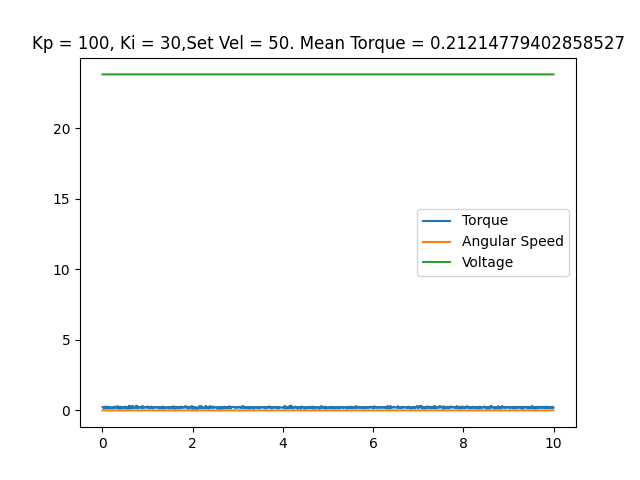 Kp = 100, Ki = 30,Set Vel = 50. Mean Torque = 0.21214779402858527
20
15
10
5
0
Torque
Angular Speed
Voltage
0 2 4 6 8 10